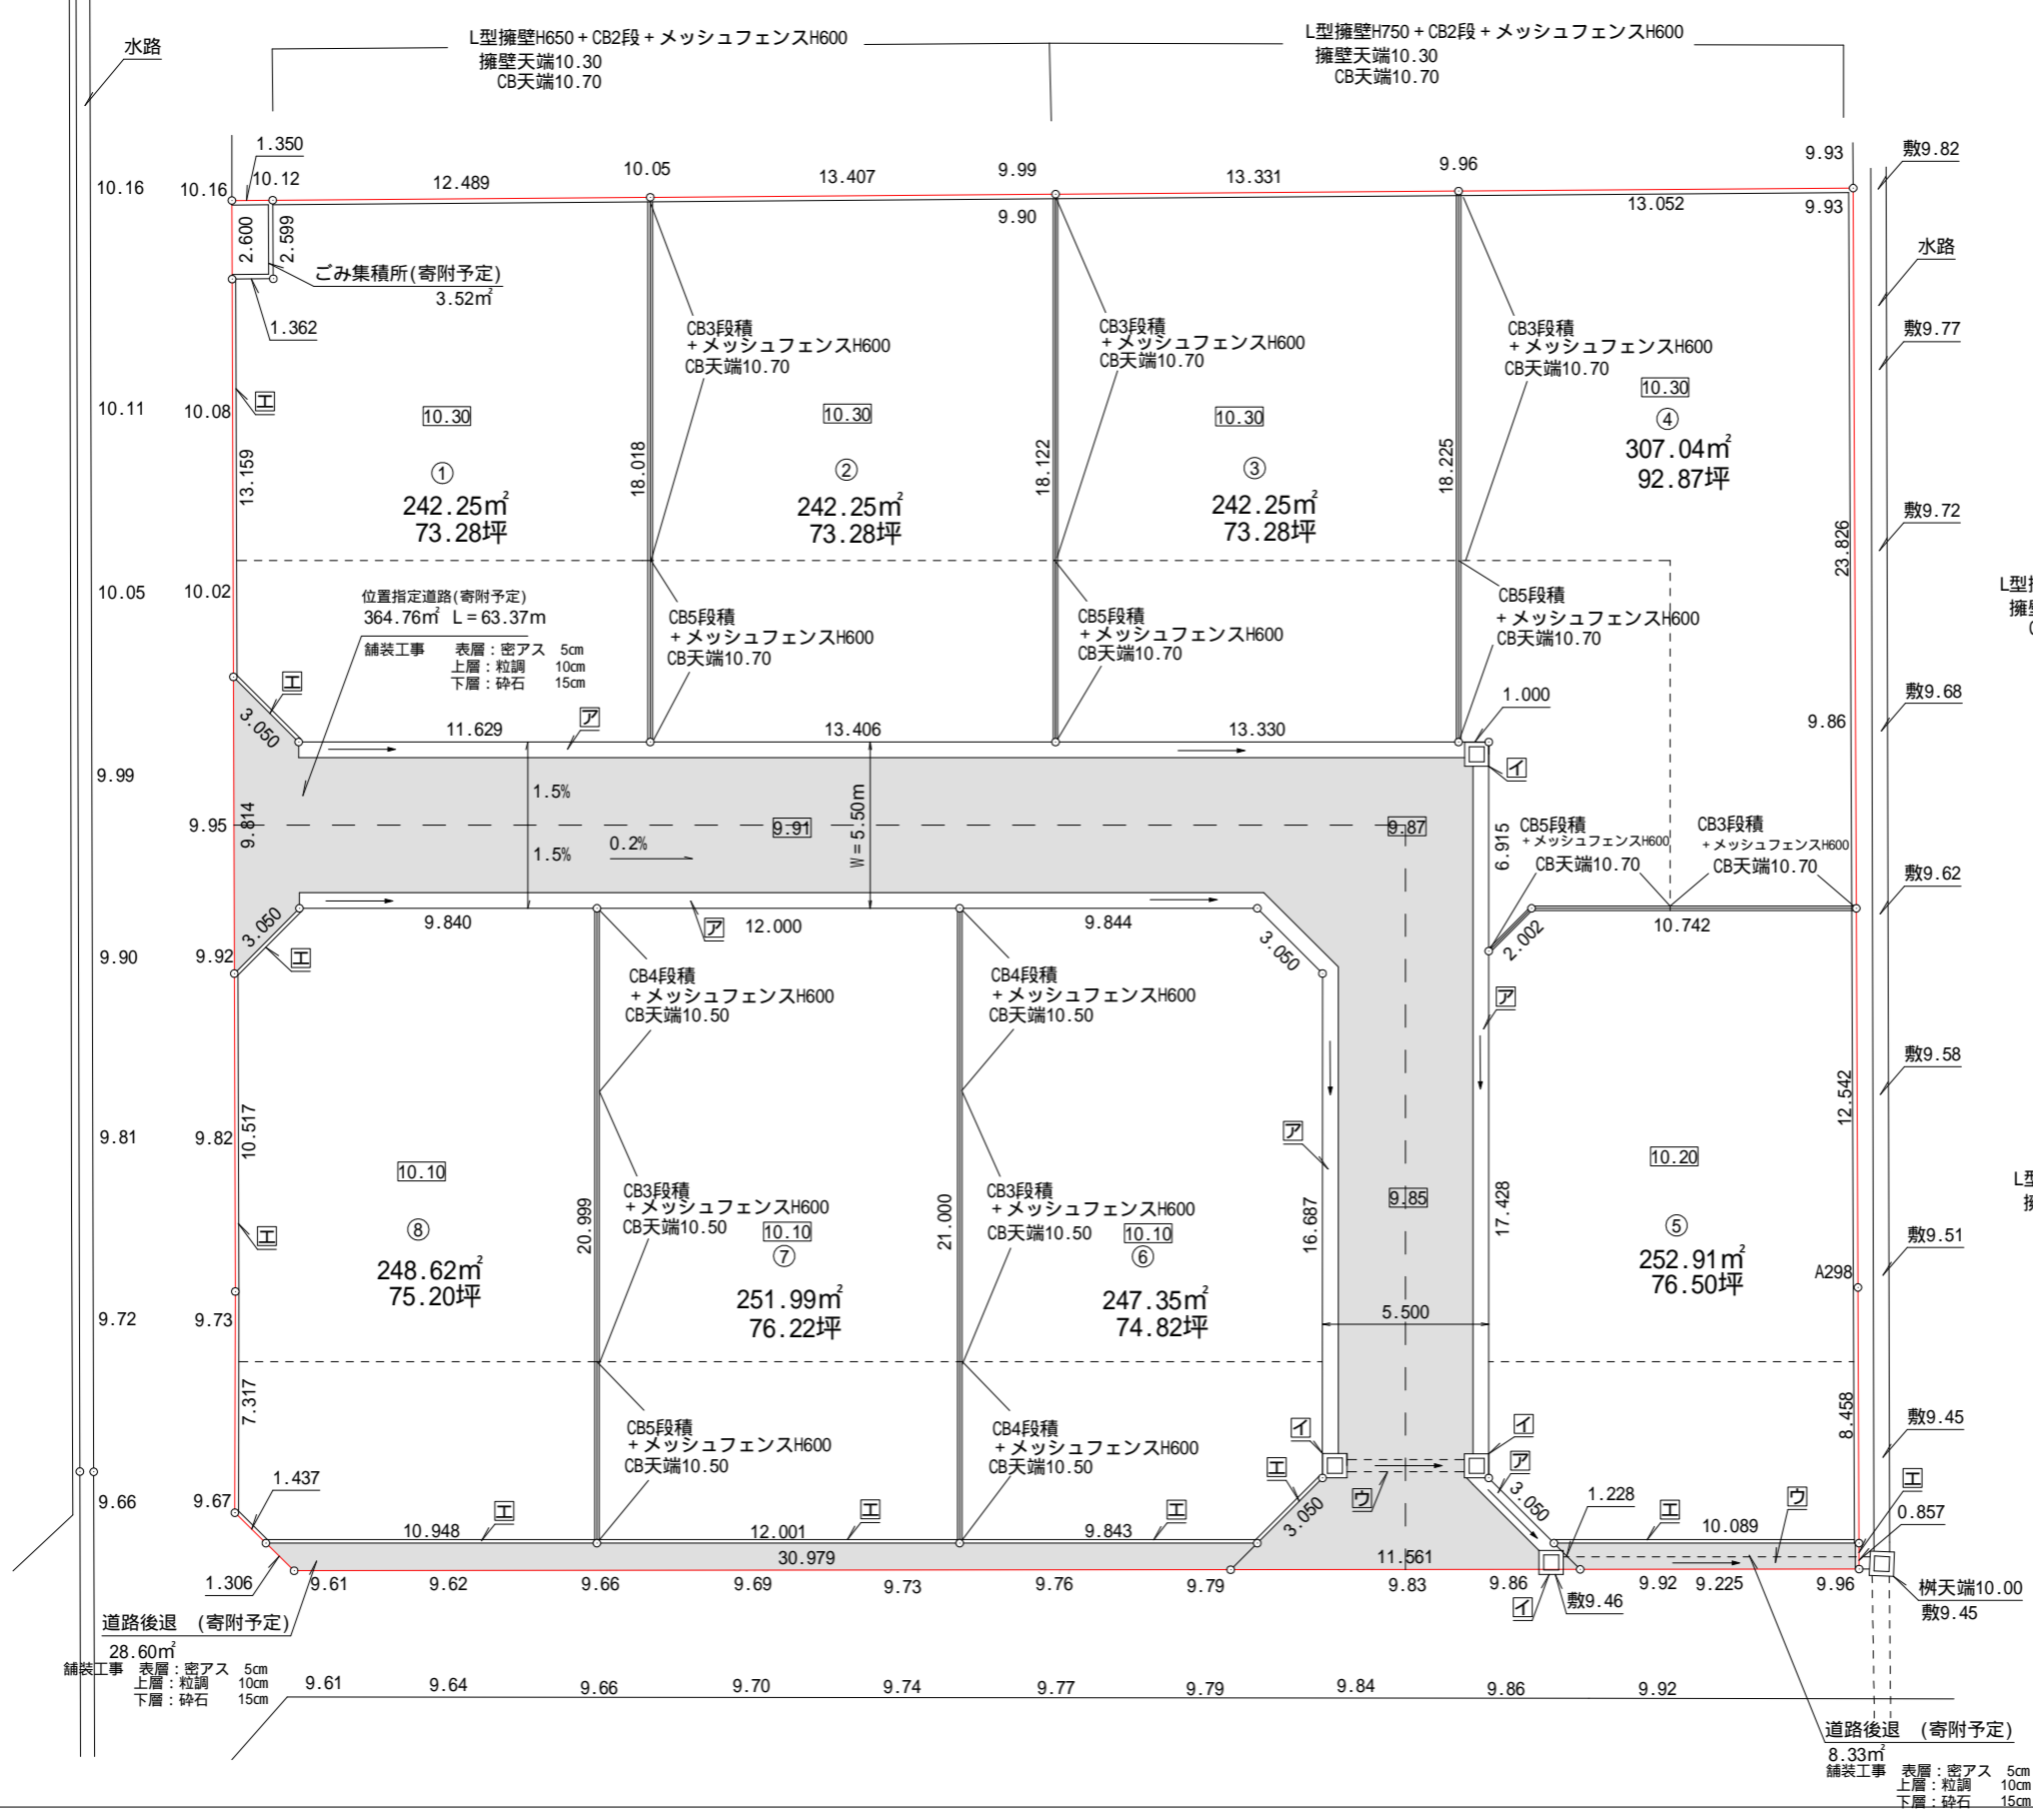 水路
L型擁壁H650+CB2段+メッシュフェンスH600
擁壁天端10.30
CB天端10.70
L型擁壁H750+CB2段+メッシュフェンスH600
擁壁天端10.30
CB天端10.70
1.350
10.16
10.16
10.12
12.489
10.05
13.407
9.99
13.331
9.96
9.93
敷9.82
9.90
13.052
9.93
2.600
2.599
ごみ集積所(寄附予定)
3.52㎡
1.362
水路
敷9.77
CB3段積
+メッシュフェンスH600
CB天端10.70
CB3段積
+メッシュフェンスH600
CB天端10.70
CB3段積
+メッシュフェンスH600
CB天端10.70
10.11
10.08
エ
13.159
10.30
①
242.25㎡
73.28坪
18.018
10.30
②
242.25㎡
73.28坪
18.122
10.30
③
242.25㎡
73.28坪
18.225
10.30
④
307.04㎡
92.87坪
23.826
敷9.72
10.05
10.02
位置指定道路(寄附予定)
364.76㎡ L=63.37m
舗装工事 表層:密アス 5cm
上層:粒調 10cm
下層:砕石 15cm
CB5段積
+メッシュフェンスH600
CB天端10.70
CB5段積
+メッシュフェンスH600
CB天端10.70
CB5段積
+メッシュフェンスH600
CB天端10.70
L型擁
エ
3.050
11.629
ア
13.406
13.330
1.000
イ
敷9.68
9.86
9.99
9.95
9.814
1.5%
1.5%
0.2%
9.91
W=5.50m
9.87
6.915
CB5段積
+メッシュフェンスH600
CB天端10.70
CB3段積
+メッシュフェンスH600
CB天端10.70
敷9.62
9.90
9.92
3.050
エ
9.840
ア
12.000
9.844
3.050
2.002
10.742
CB4段積
+メッシュフェンスH600
CB天端10.50
CB4段積
+メッシュフェンスH600
CB天端10.50
ア
敷9.58
9.81
9.82
10.517
ア
12.542
10.10
⑧
248.62㎡
75.20坪
エ
20.999
CB3段積
+メッシュフェンスH600
CB天端10.50
10.10
⑦
251.99㎡
76.22坪
21.000
CB3段積
+メッシュフェンスH600
CB天端10.50
10.10
⑥
247.35㎡
74.82坪
16.687
9.85
17.428
10.20
⑤
252.91㎡
76.50坪
敷9.51
A298
9.72
9.73
5.500
7.317
CB5段積
+メッシュフェンスH600
CB天端10.50
CB4段積
+メッシュフェンスH600
CB天端10.50
イ
イ
ア
8.458
敷9.45
9.66
9.67
1.437
エ
10.948
エ
12.001
エ
9.843
エ
3.050
ウ
3.050
1.228
エ
10.089
ウ
エ
0.857
30.979
11.561
1.306
9.61
9.62
9.66
9.69
9.73
9.76
9.79
9.83
9.86
イ
敷9.46
9.92
9.225
9.96
桝天端10.00
敷9.45
道路後退 (寄附予定)
28.60㎡
舗装工事 表層:密アス 5cm
上層:粒調 10cm
下層:砕石 15cm
9.61
9.64
9.66
9.70
9.74
9.77
9.79
9.84
9.86
9.92
道路後退 (寄附予定)
8.33㎡
舗装工事 表層:密アス 5cm
上層:粒調 10cm
下層:砕石 15cm